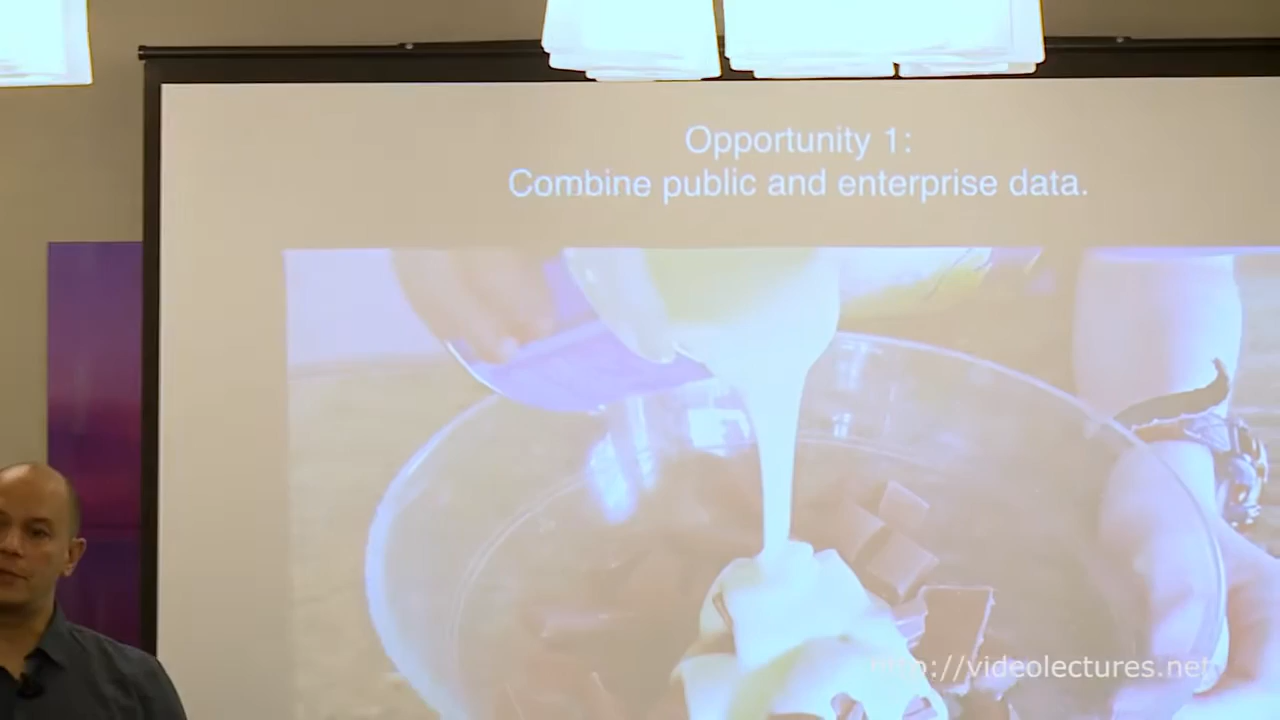 Opportunity 1:
Combine public and enterprise data.
http://videolectures.net